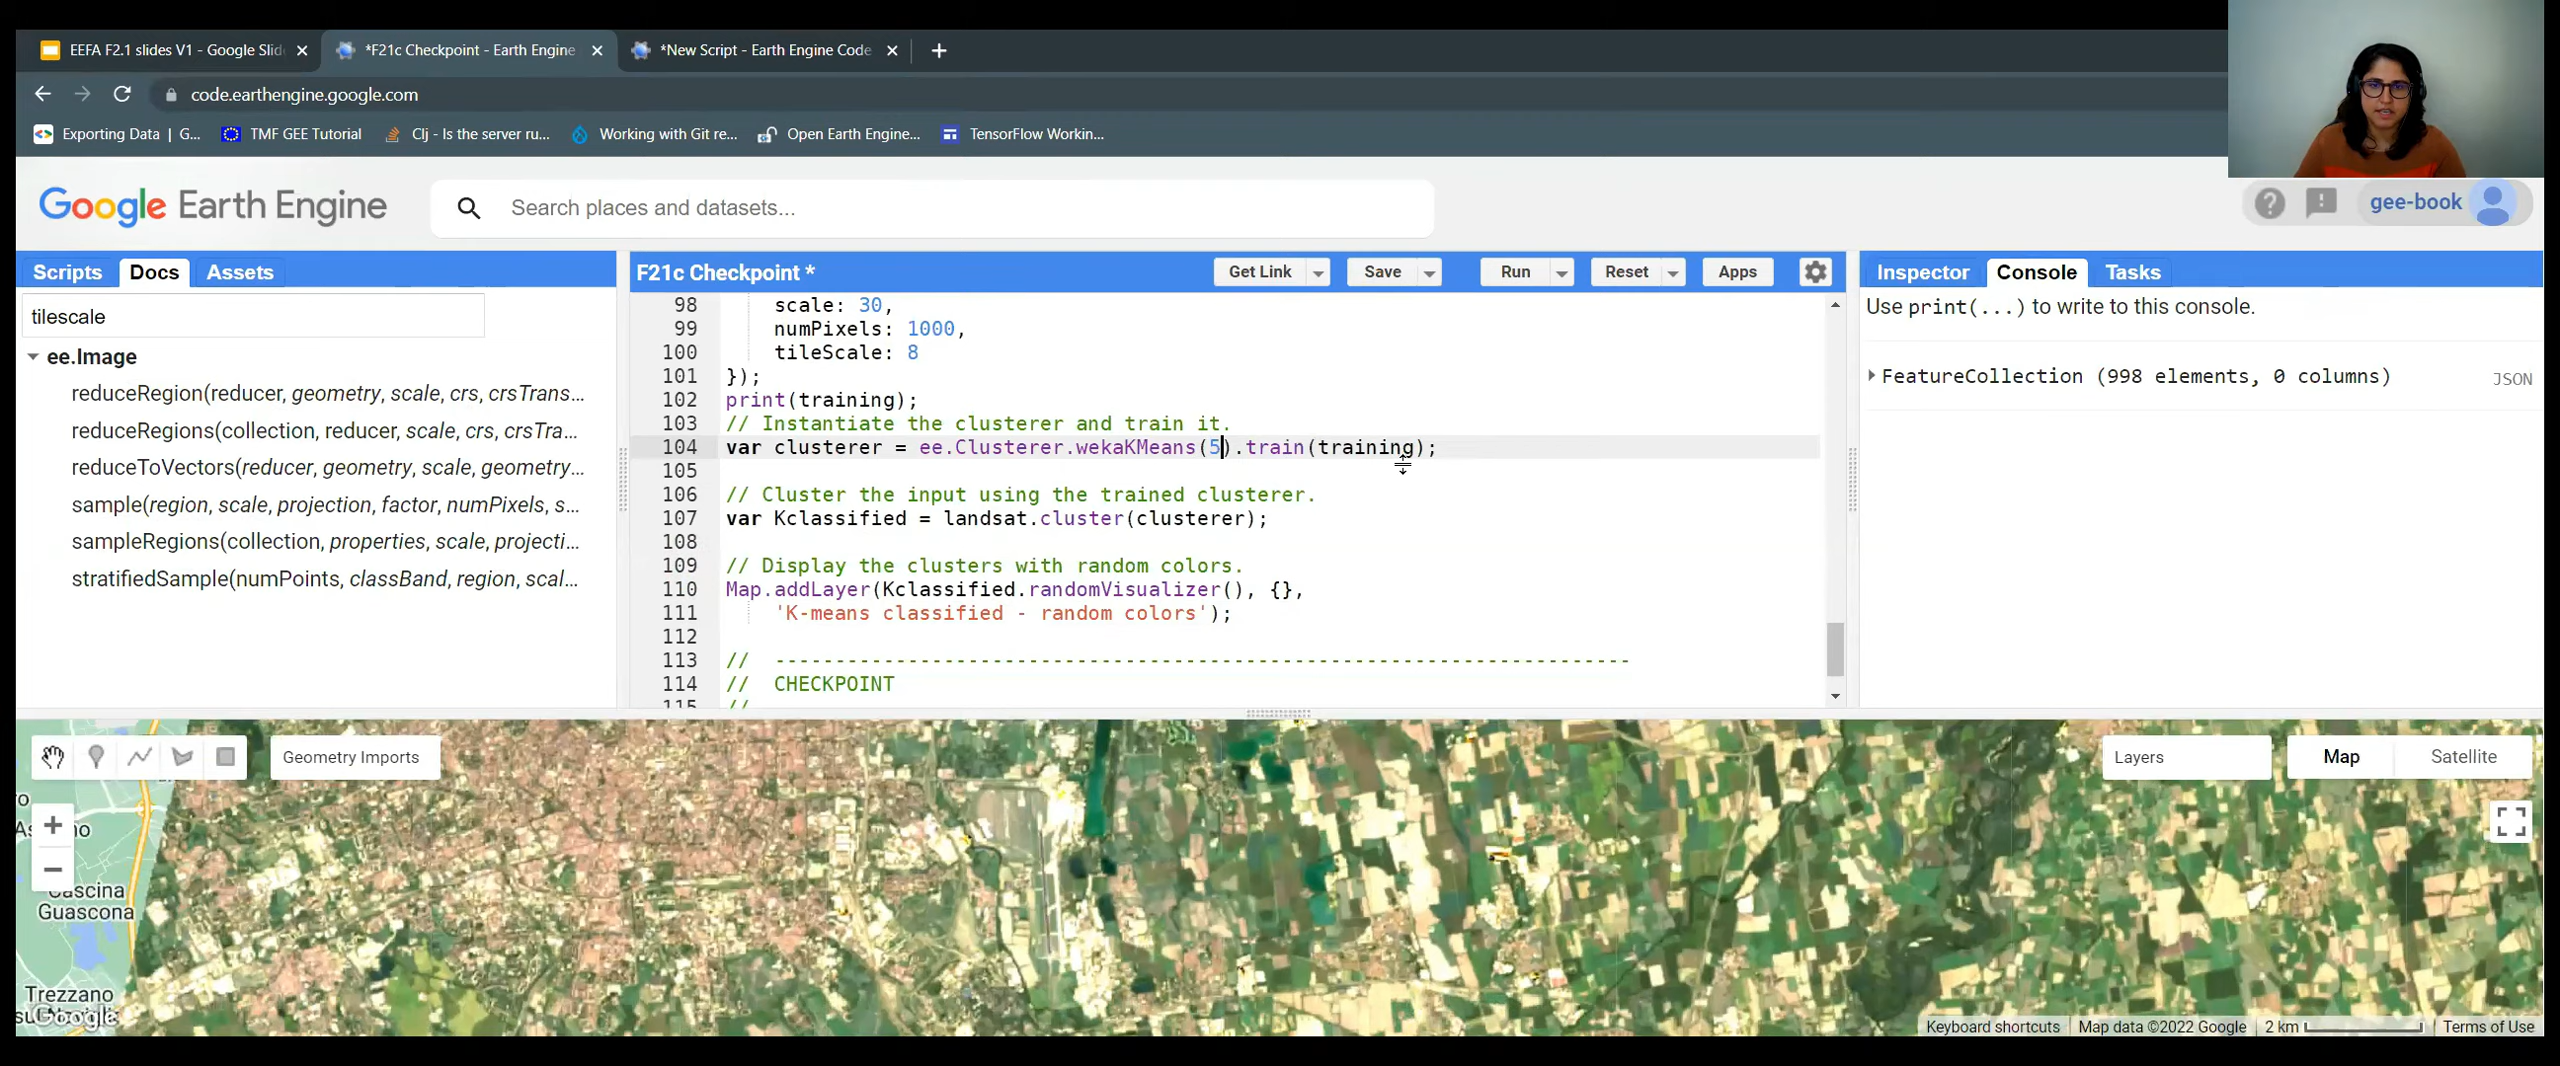 EEFA F2.1 slides V1 - Google Slid
*F21c Checkpoint - Earth Engine
*New Script - Earth Engine Code
code.earthengine.google.com
Exporting Data | G...
TMF GEE Tutorial
Clj - Is the server ru...
Working with Git re...
Open Earth Engine...
TensorFlow Workin...
Google Earth Engine
Search places and datasets...
gee-book
Scripts Docs Assets
tilescale
ee.Image
reduceRegion(reducer, geometry, scale, crs, crsTrans...
reduceRegions(collection, reducer, scale, crs, crsTra...
reduceToVectors(reducer, geometry, scale, geometry...
sample(region, scale, projection, factor, numPixels, s...
sampleRegions(collection, properties, scale, projecti...
stratifiedSample(numPoints, classBand, region, scal...
F21c Checkpoint *
Get Link Save Run Reset Apps
98 scale: 30,
99 numPixels: 1000,
100 tileScale: 8
101 });
102 print(training);
103 // Instantiate the clusterer and train it.
104 var clusterer = ee.Clusterer.wekaKMeans(5).train(training);
105
106 // Cluster the input using the trained clusterer.
107 var Kclassified = landsat.cluster(clusterer);
108
109 // Display the clusters with random colors.
110 Map.addLayer(Kclassified.randomVisualizer(), {},
111 'K-means classified - random colors');
112
113 // -----------------------------------------------------------------------
114 // CHECKPOINT
115 //
Inspector Console Tasks
Use print(...) to write to this console.
FeatureCollection (998 elements, 0 columns)
JSON
Geometry Imports
Layers
Map Satellite
+
−
Cascina
Guascona
Trezzano
Google
Keyboard shortcuts
Map data ©2022 Google
2 km
Terms of Use